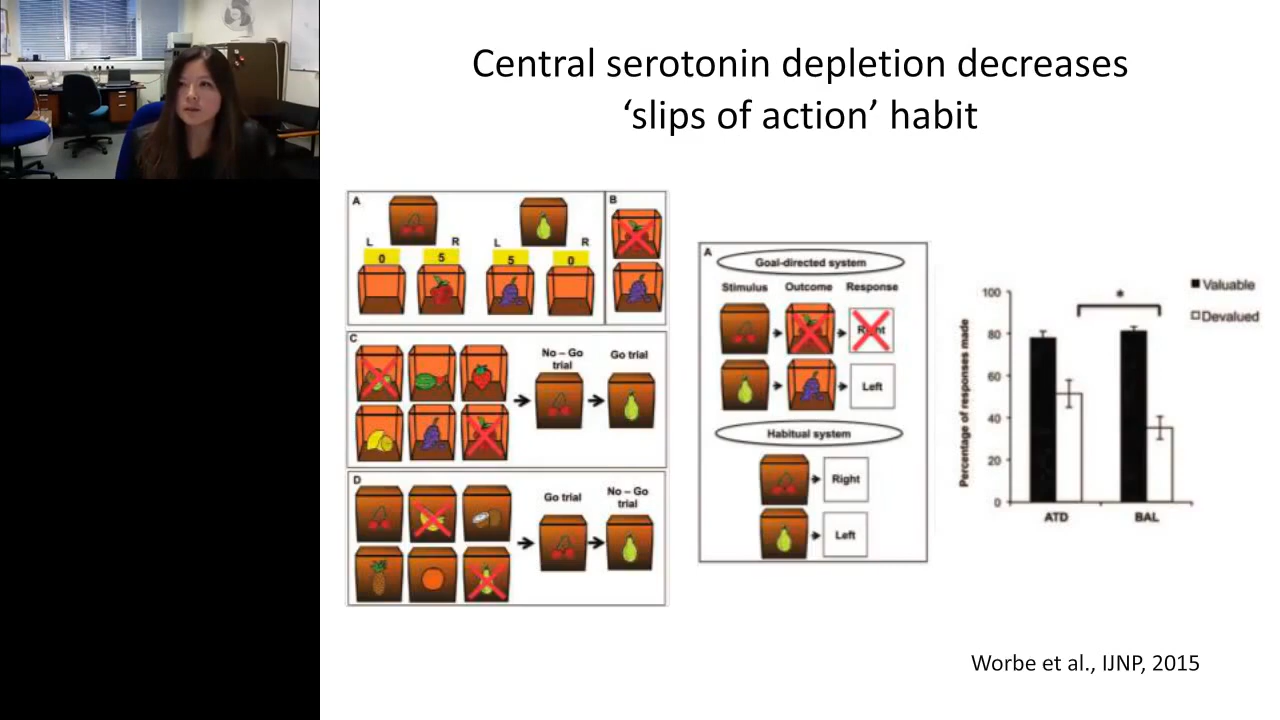 Central serotonin depletion decreases
‘slips of action’ habit
A
B
L
R
L
R
0
5
5
0
C
No – Go
trial
Go trial
D
Go trial
No – Go
trial
A
Goal-directed system
Stimulus Outcome Response
Right
Left
Habitual system
Right
Left
Percentage of responses made
100
80
60
40
20
0
*
Valuable
Devalued
ATD
BAL
Worbe et al., IJNP, 2015